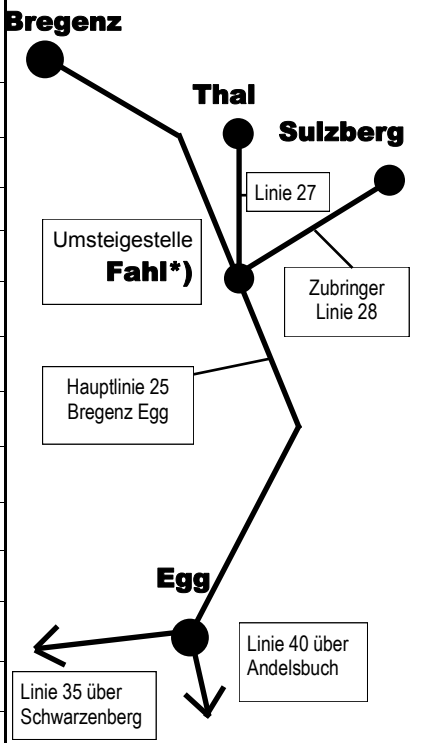 Bregenz
Thal
Sulzberg
Linie 27
Umsteigestelle
Fahl*)
Zubringer
Linie 28
Hauptlinie 25
Bregenz Egg
Egg
Linie 40 über
Andelsbuch
Linie 35 über
Schwarzenberg